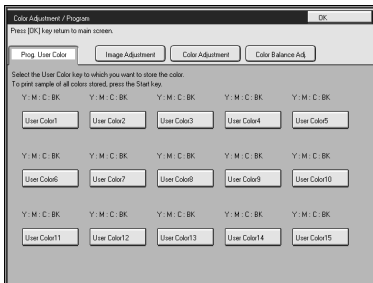 Color Adjustment / Program OK
Press [OK] key return to main screen.
Prog. User Color Image Adjustment Color Adjustment Color Balance Adj.
Select the User Color key to which you want to store the color.
To print sample of all colors stored, press the Start key.
Y : M : C : BK Y : M : C : BK Y : M : C : BK Y : M : C : BK Y : M : C : BK
User Color1 User Color2 User Color3 User Color4 User Color5
Y : M : C : BK Y : M : C : BK Y : M : C : BK Y : M : C : BK Y : M : C : BK
User Color6 User Color7 User Color8 User Color9 User Color10
Y : M : C : BK Y : M : C : BK Y : M : C : BK Y : M : C : BK Y : M : C : BK
User Color11 User Color12 User Color13 User Color14 User Color15